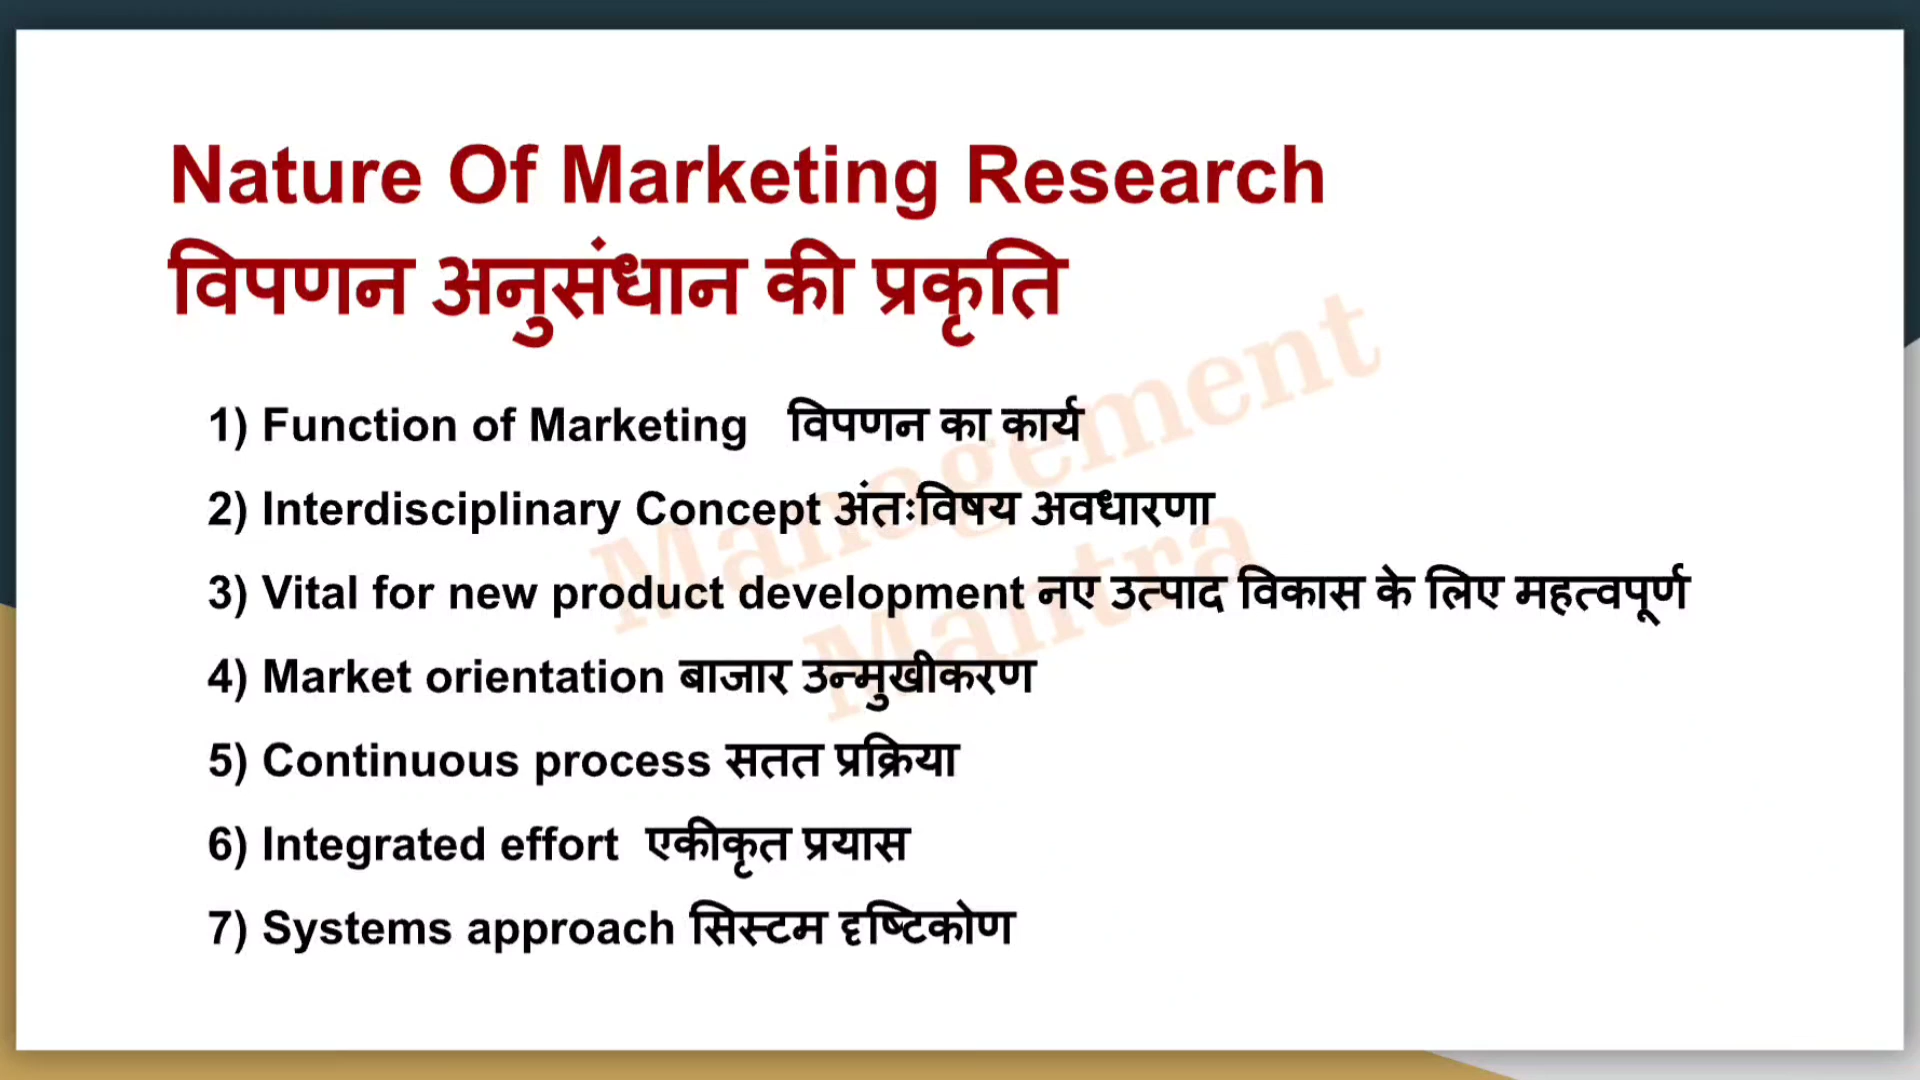 Nature Of Marketing Research
विपणन अनुसंधान की प्रकृति
1) Function of Marketing विपणन का कार्य
2) Interdisciplinary Concept अंतःविषय अवधारणा
3) Vital for new product development नए उत्पाद विकास के लिए महत्वपूर्ण
4) Market orientation बाजार उन्मुखीकरण
5) Continuous process सतत प्रक्रिया
6) Integrated effort एकीकृत प्रयास
7) Systems approach सिस्टम दृष्टिकोण
Management
Mantra